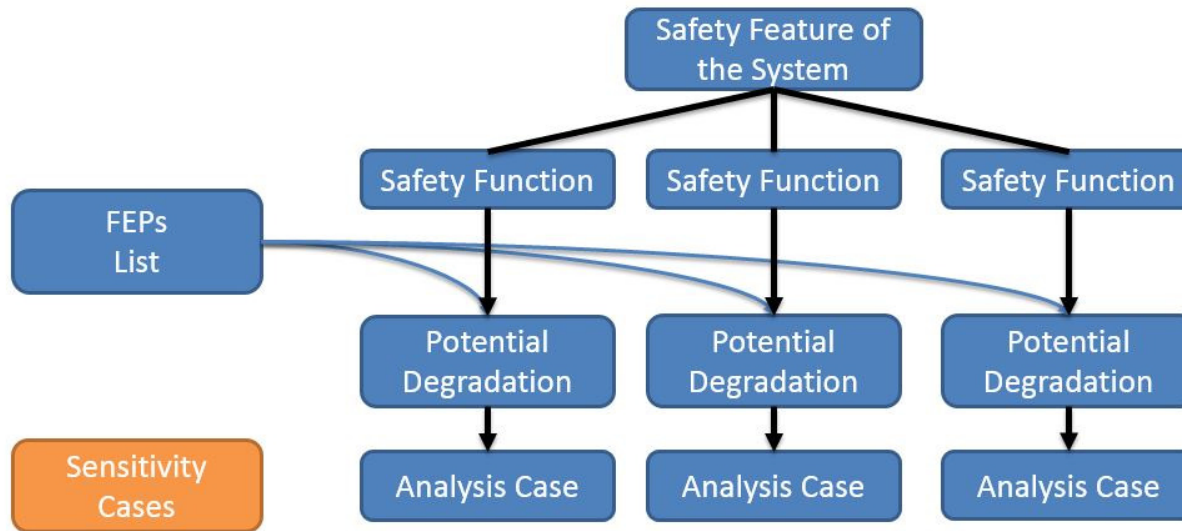 Safety Feature of
the System
Safety Function
Safety Function
Safety Function
FEPs
List
Potential
Degradation
Potential
Degradation
Potential
Degradation
Sensitivity
Cases
Analysis Case
Analysis Case
Analysis Case